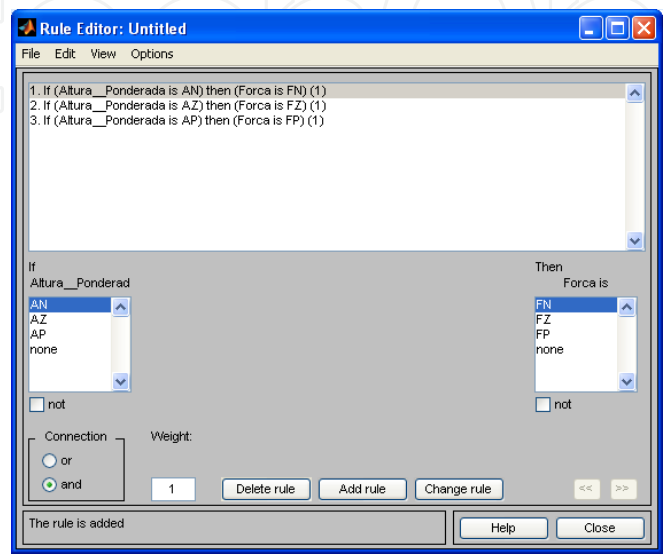 Rule Editor: Untitled
File Edit View Options
1. If (Altura__Ponderada is AN) then (Forca is FN) (1)
2. If (Altura__Ponderada is AZ) then (Forca is FZ) (1)
3. If (Altura__Ponderada is AP) then (Forca is FP) (1)
If
Altura__Ponderad
AN
AZ
AP
none
not
Then
Forca is
FN
FZ
FP
none
not
Connection
or
and
Weight:
1
Delete rule
Add rule
Change rule
<< >>
The rule is added
Help
Close